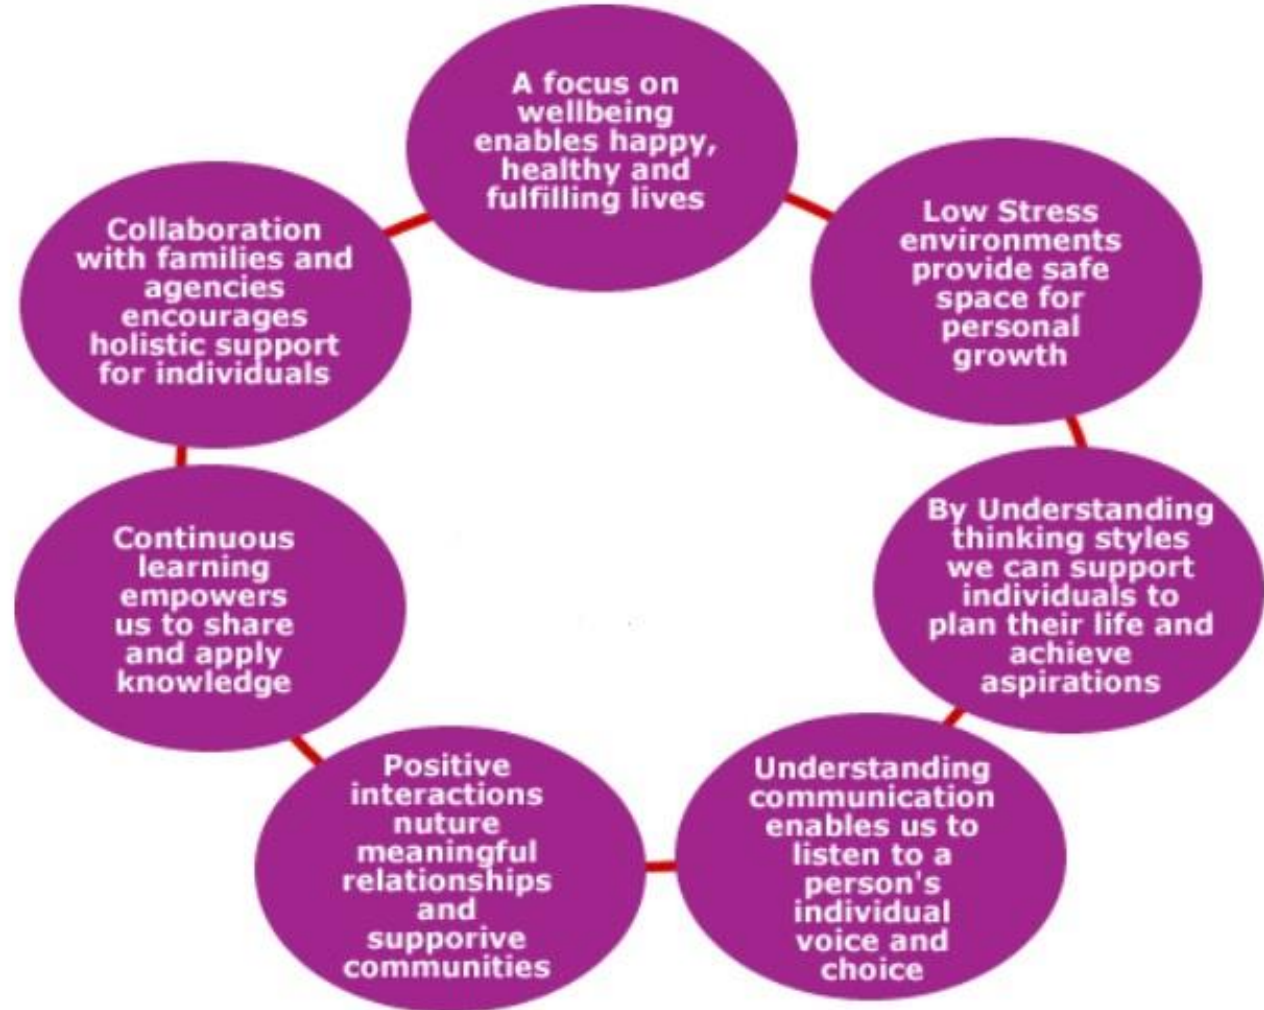 A focus on
wellbeing
enables happy,
healthy and
fulfilling lives
Low Stress
environments
provide safe
space for
personal
growth
By Understanding
thinking styles
we can support
individuals to
plan their life and
achieve
aspirations
Understanding
communication
enables us to
listen to a
person's
individual
voice and
choice
Positive
interactions
nuture
meaningful
relationships
and
supporive
communities
Continuous
learning
empowers
us to share
and apply
knowledge
Collaboration
with families and
agencies
encourages
holistic support
for individuals